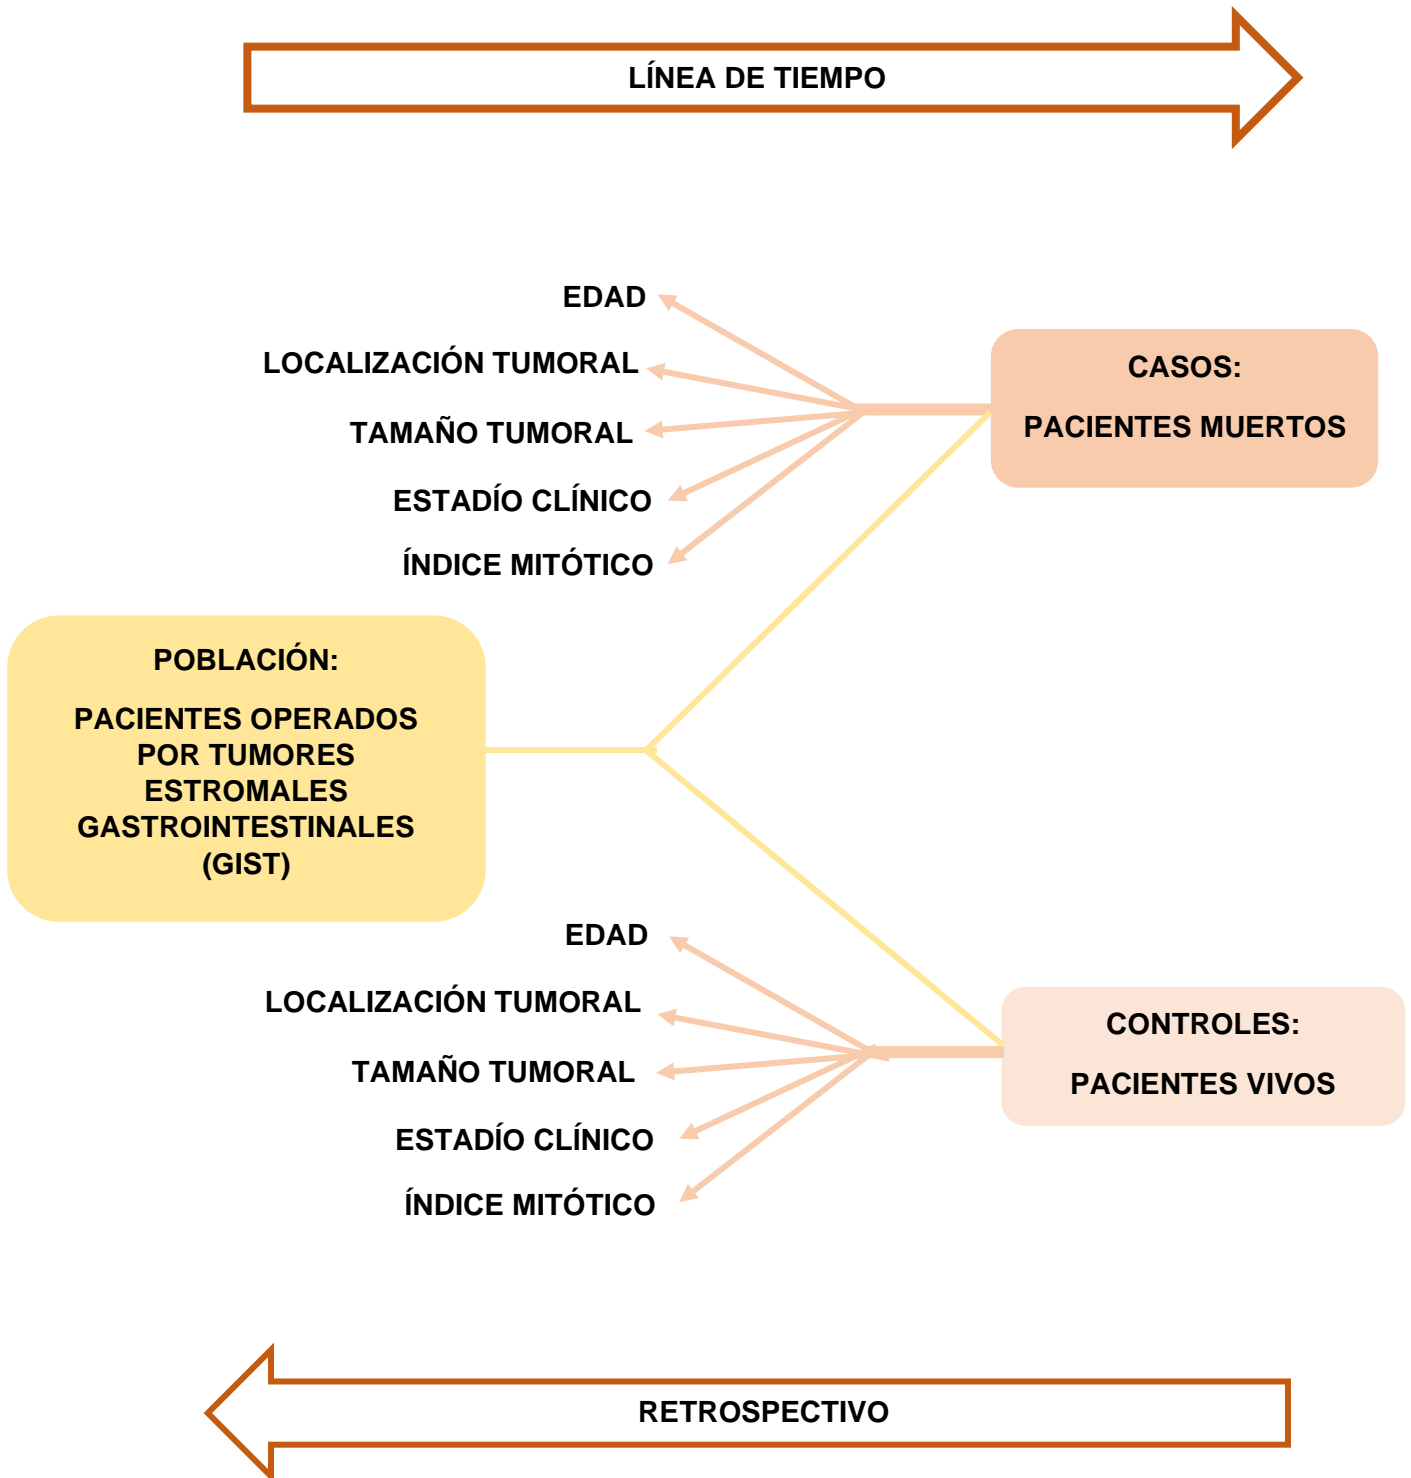 LÍNEA DE TIEMPO
EDAD
LOCALIZACIÓN TUMORAL
TAMAÑO TUMORAL
ESTADÍO CLÍNICO
ÍNDICE MITÓTICO
CASOS:
PACIENTES MUERTOS
POBLACIÓN:
PACIENTES OPERADOS
POR TUMORES
ESTROMALES
GASTROINTESTINALES
(GIST)
EDAD
LOCALIZACIÓN TUMORAL
TAMAÑO TUMORAL
ESTADÍO CLÍNICO
ÍNDICE MITÓTICO
CONTROLES:
PACIENTES VIVOS
RETROSPECTIVO